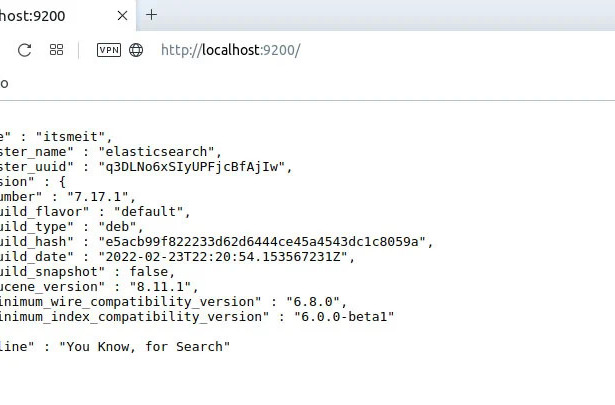 host:9200
VPN http://localhost:9200/
o
e" : "itsmeit",
ster_name" : "elasticsearch",
ster_uuid" : "q3DLNo6xSIyUPFjcBfAjIw",
sion" : {
umber" : "7.17.1",
uild_flavor" : "default",
uild_type" : "deb",
uild_hash" : "e5acb99f822233d62d6444ce45a4543dc1c8059a",
uild_date" : "2022-02-23T22:20:54.153567231Z",
uild_snapshot" : false,
ucene_version" : "8.11.1",
inimum_wire_compatibility_version" : "6.8.0",
inimum_index_compatibility_version" : "6.0.0-beta1"
line" : "You Know, for Search"